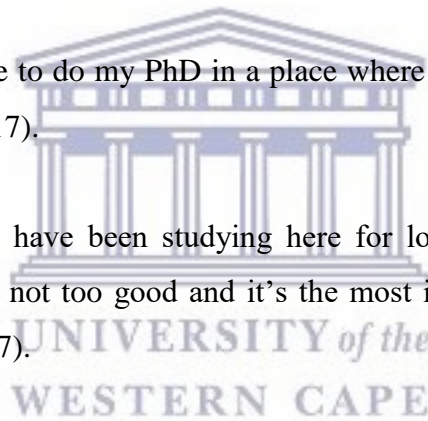 e to do my PhD in a place where
17).
have been studying here for lo
not too good and it's the most i
UNIVERSITY of the
7).
WESTERN CAPE